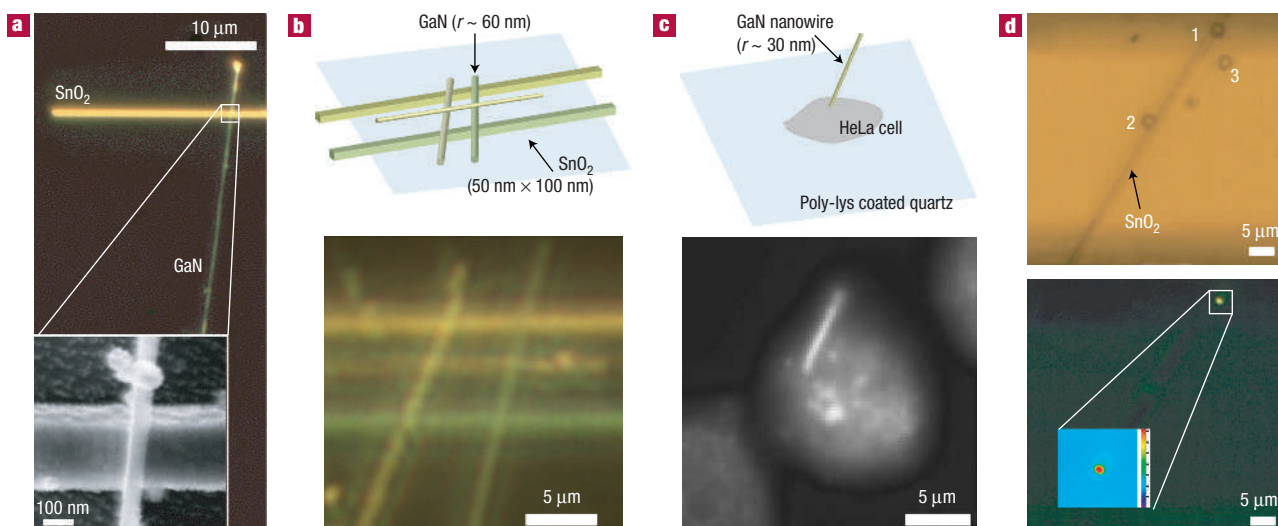 a
10 µm
SnO₂
GaN
100 nm
b
GaN (r ~ 60 nm)
SnO₂
(50 nm × 100 nm)
5 µm
c
GaN nanowire
(r ~ 30 nm)
HeLa cell
Poly-lys coated quartz
5 µm
d
1
3
2
SnO₂
5 µm
5 µm